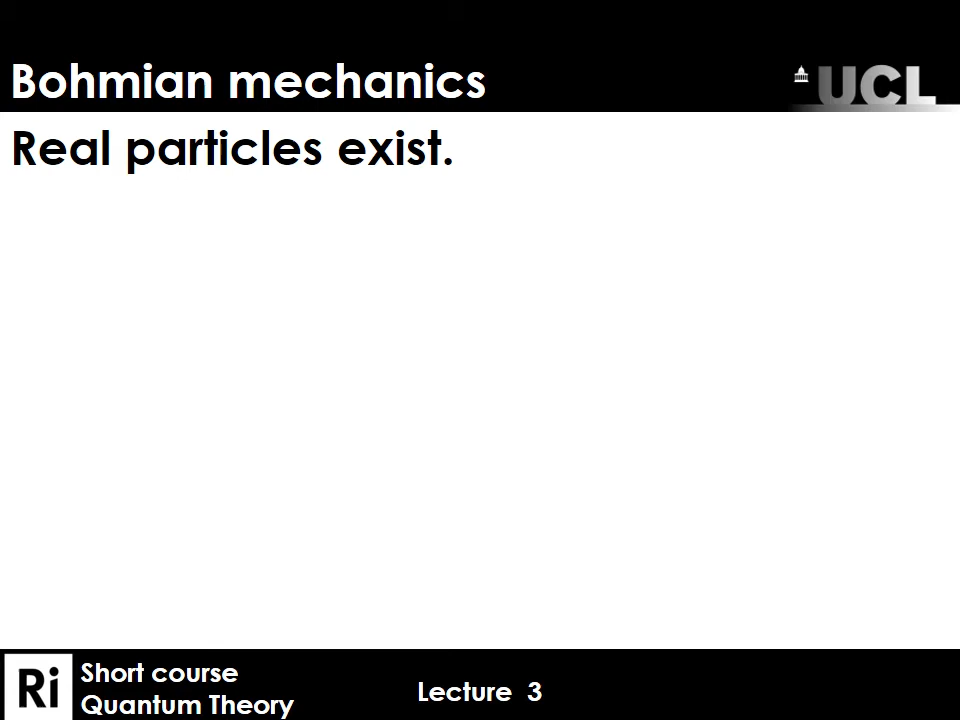 Bohmian mechanics
UCL
Real particles exist.
Ri
Short course
Quantum Theory
Lecture 3